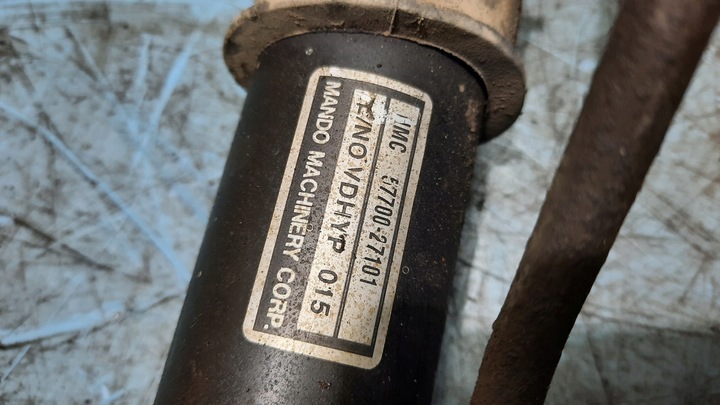 HMC 57700-27101
F/NO VDHYP 015
MANDO MACHINERY CORP.